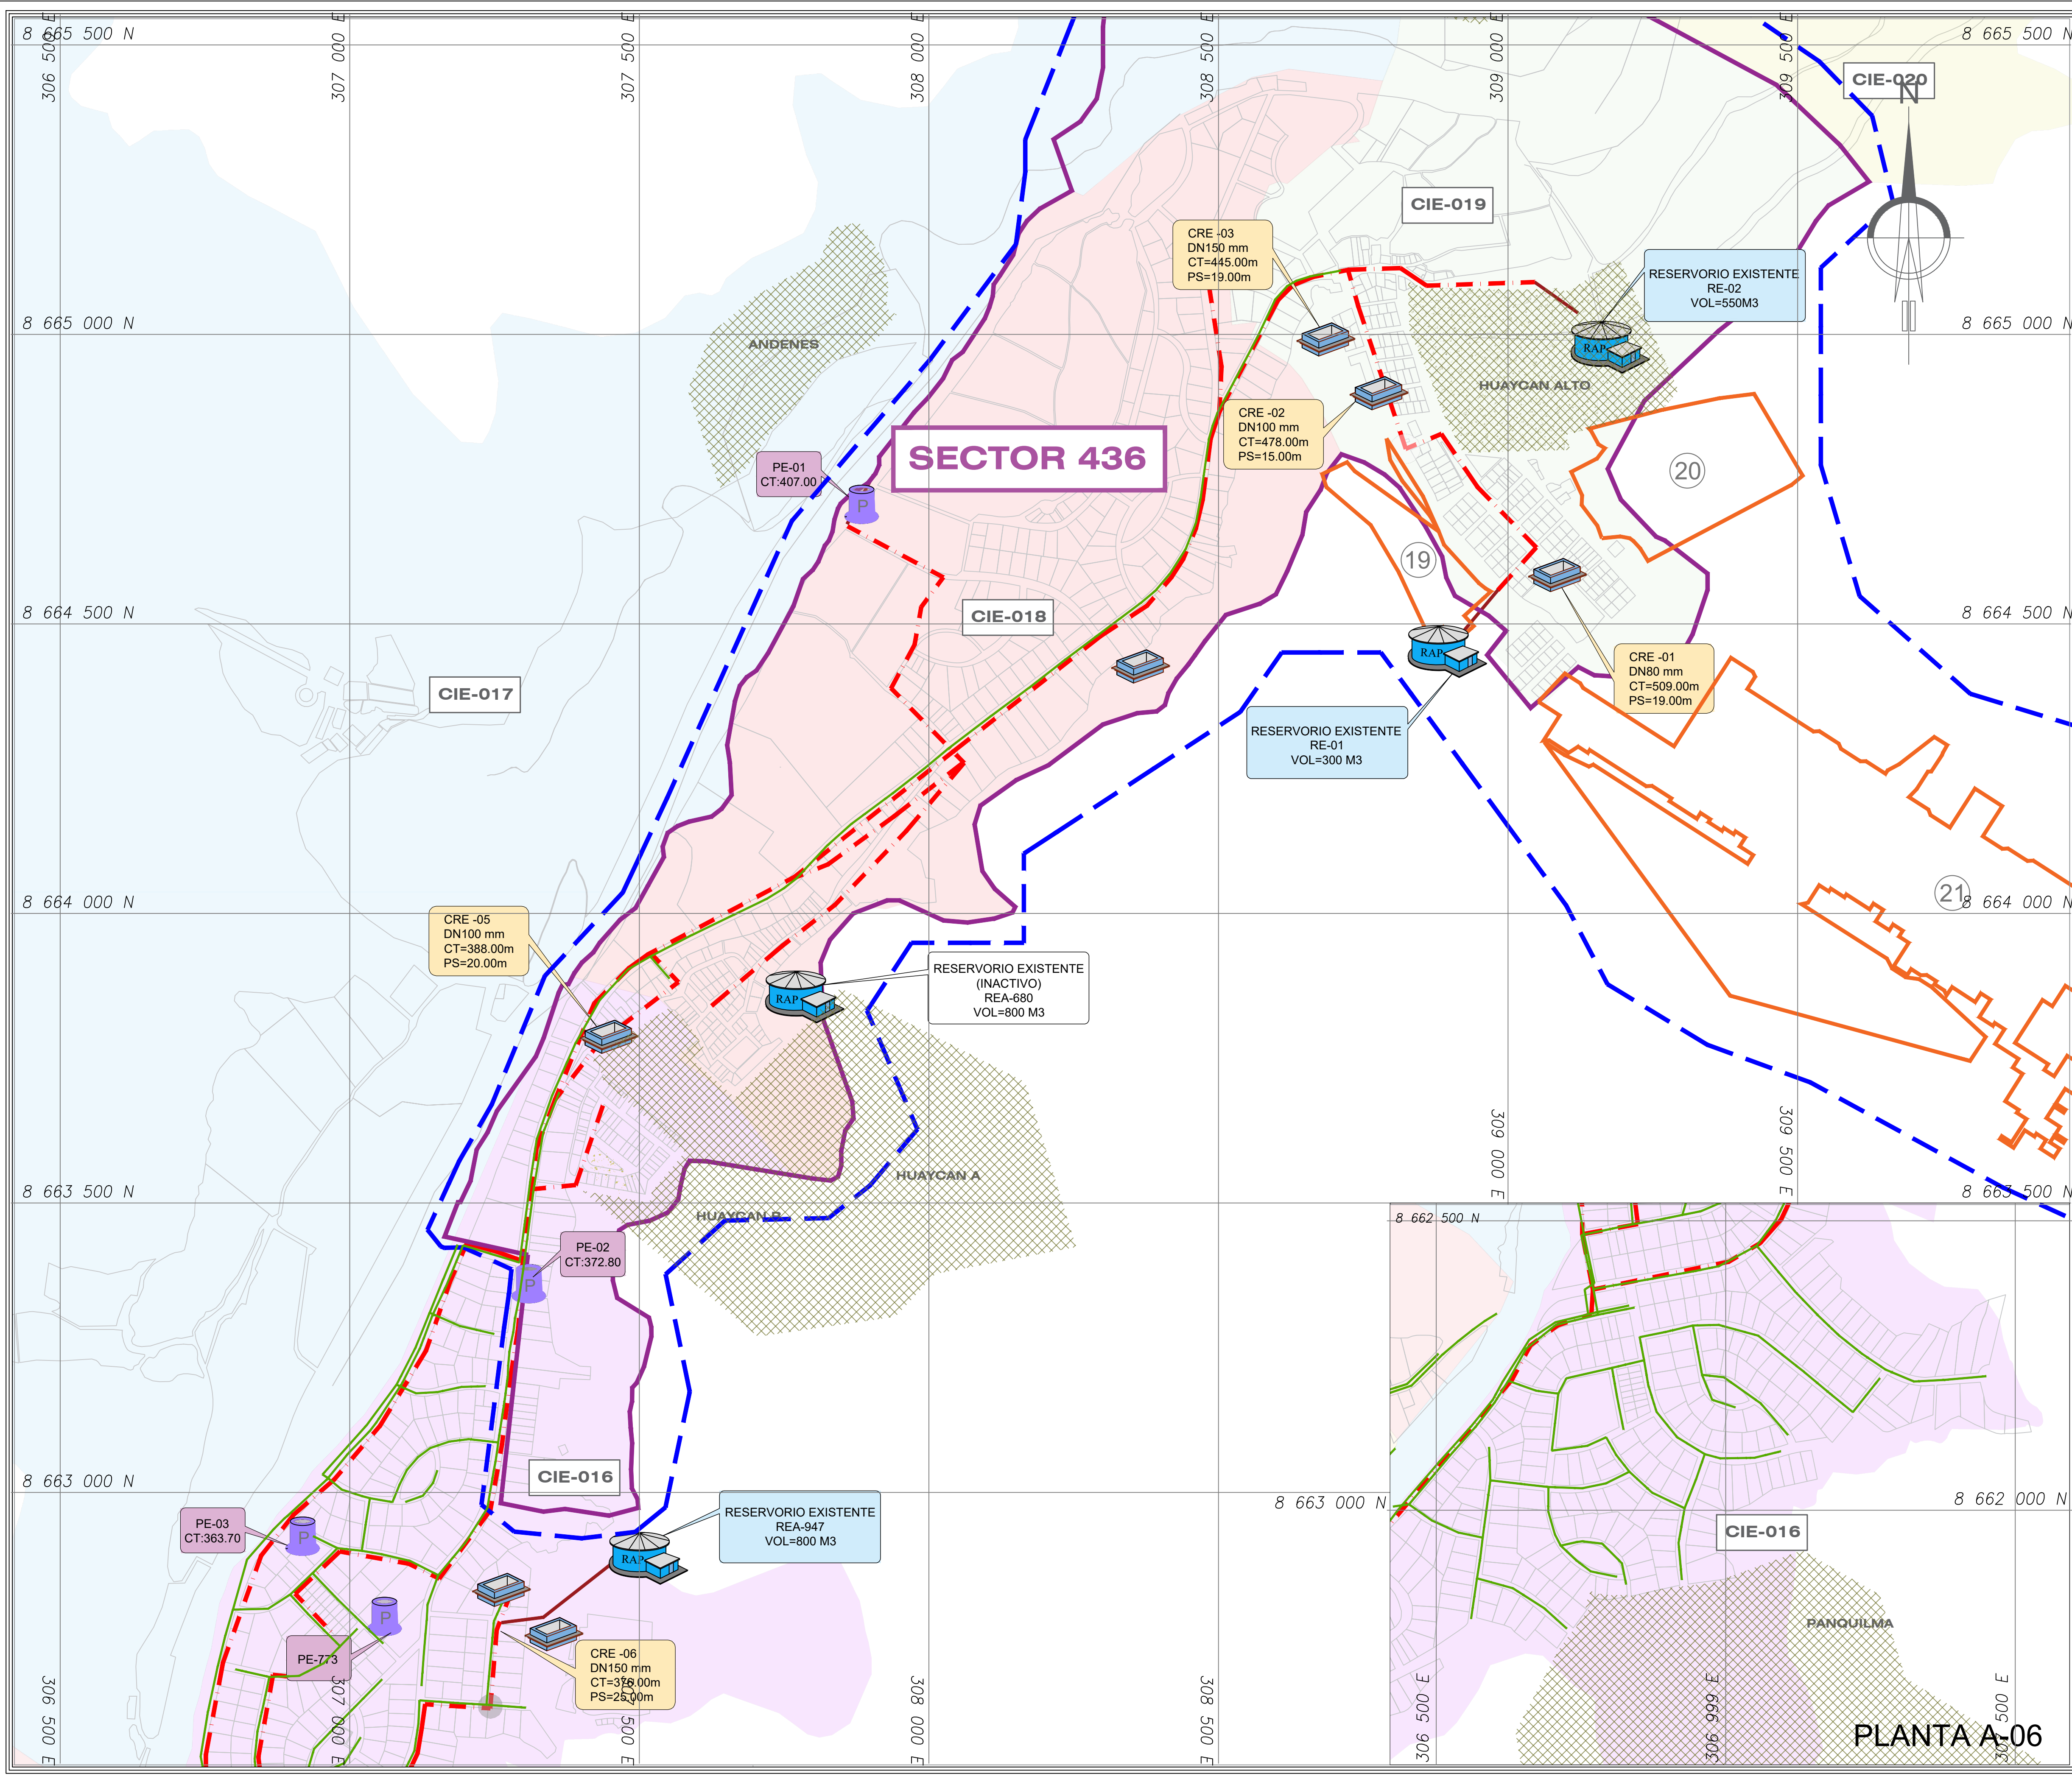 8 665 500 N
306 500 E
307 000 E
307 500 E
308 000 E
308 500 E
309 000 E
309 500 E
8 665 500 N
CIE-020
N
CIE-019
CRE -03
DN150 mm
CT=445.00m
PS=19.00m
RESERVORIO EXISTENTE
RE-02
VOL=550M3
8 665 000 N
8 665 000 N
ANDENES
RAP
HUAYCAN ALTO
CRE -02
DN100 mm
CT=478.00m
PS=15.00m
SECTOR 436
PE-01
CT:407.00
P
20
19
CIE-018
8 664 500 N
8 664 500 N
RAP
CIE-017
CRE -01
DN80 mm
CT=509.00m
PS=19.00m
RESERVORIO EXISTENTE
RE-01
VOL=300 M3
21
8 664 000 N
8 664 000 N
CRE -05
DN100 mm
CT=388.00m
PS=20.00m
RESERVORIO EXISTENTE
(INACTIVO)
REA-680
VOL=800 M3
RAP
309 000 E
309 500 E
HUAYCAN A
8 663 500 N
8 663 500 N
HUAYCAN B
8 662 500 N
PE-02
CT:372.80
P
CIE-016
8 663 000 N
8 663 000 N
8 662 000 N
PE-03
CT:363.70
P
RESERVORIO EXISTENTE
REA-947
VOL=800 M3
RAP
CIE-016
P
PE-773
PANQUILMA
CRE -06
DN150 mm
CT=376.00m
PS=25.00m
306 500 E
307 000 E
307 500 E
308 000 E
308 500 E
306 500 E
306 999 E
307 500 E
PLANTA A-06